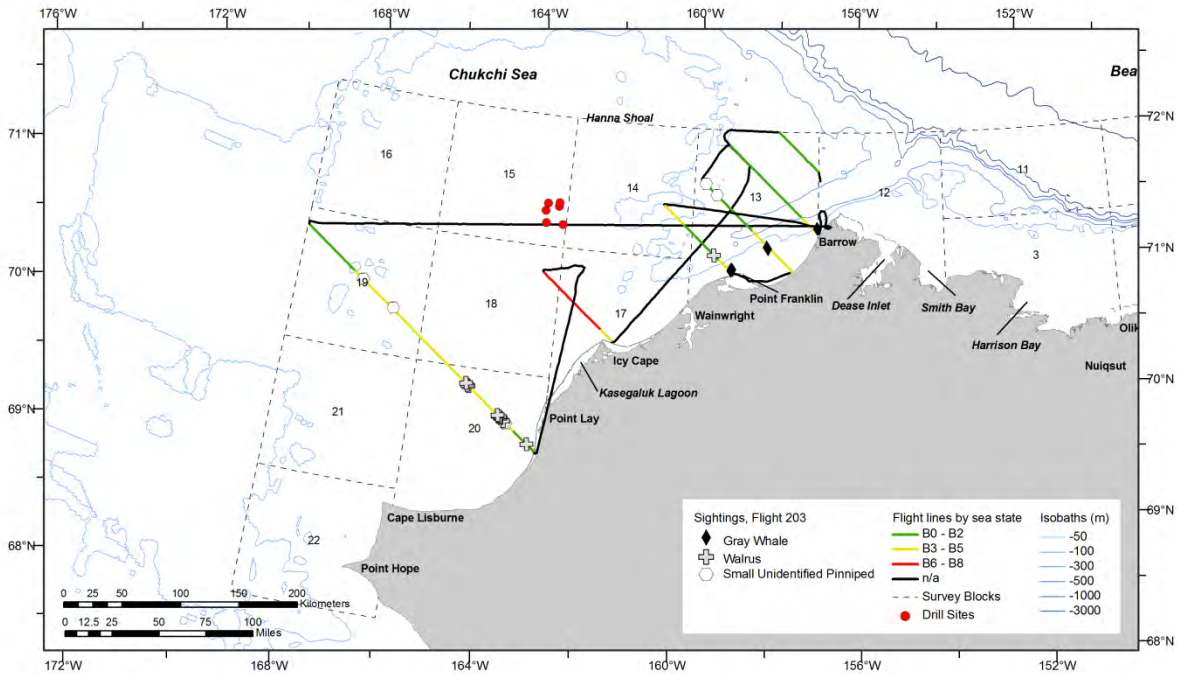 176°W 168°W 164°W 160°W 156°W 152°W
Chukchi Sea
Bea
72°N
71°N
Hanna Shoal
16
15
14
13
12
11
3
71°N
Barrow
70°N
19
18
17
Point Franklin
Dease Inlet
Smith Bay
Harrison Bay
Wainwright
Icy Cape
Kasegaluk Lagoon
Olik
Nuiqsut
70°N
69°N
21
20
Point Lay
Cape Lisburne
69°N
68°N
22
Point Hope
68°N
0 25 50 100 150 200
Kilometers
0 12.5 25 50 75 100
Miles
Sightings, Flight 203
Gray Whale
Walrus
Small Unidentified Pinniped
Flight lines by sea state
B0 - B2
B3 - B5
B6 - B8
n/a
Survey Blocks
Drill Sites
Isobaths (m)
-50
-100
-300
-500
-1000
-3000
172°W 168°W 164°W 160°W 156°W 152°W